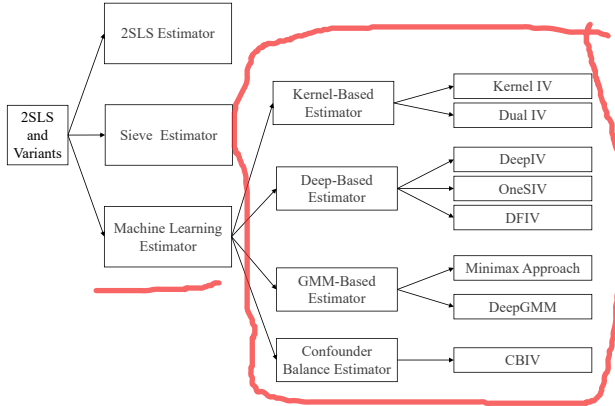 2SLS Estimator
2SLS
and
Variants
Sieve Estimator
Machine Learning
Estimator
Kernel-Based
Estimator
Kernel IV
Dual IV
Deep-Based
Estimator
DeepIV
OneSIV
DFIV
GMM-Based
Estimator
Minimax Approach
DeepGMM
Confounder
Balance Estimator
CBIV